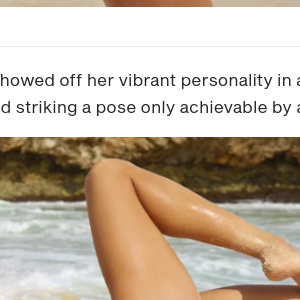 howed off her vibrant personality in a
d striking a pose only achievable by a